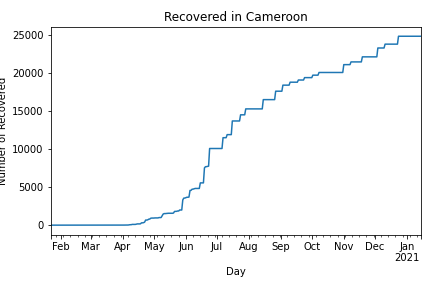 Recovered in Cameroon
Number of Recovered
25000
20000
15000
10000
5000
0
Feb Mar Apr May Jun Jul Aug Sep Oct Nov Dec Jan
2021
Day